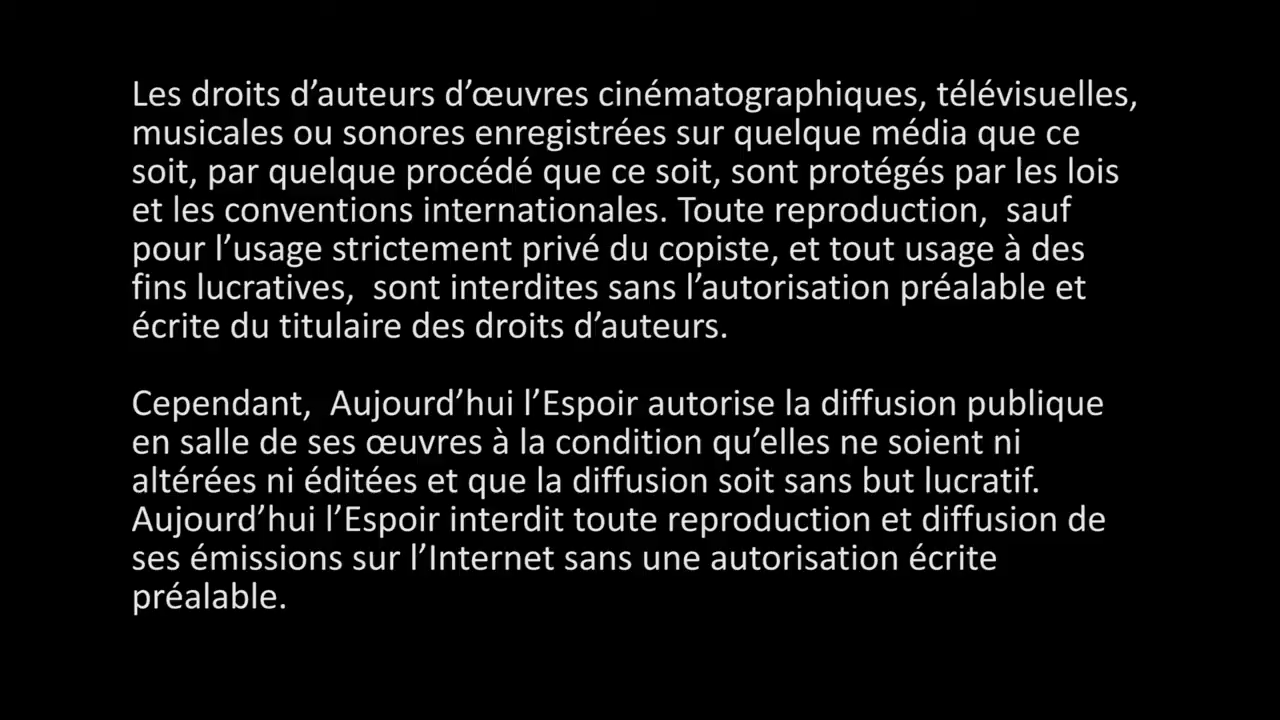 Les droits d’auteurs d’œuvres cinématographiques, télévisuelles,
musicales ou sonores enregistrées sur quelque média que ce
soit, par quelque procédé que ce soit, sont protégés par les lois
et les conventions internationales. Toute reproduction,  sauf
pour l’usage strictement privé du copiste, et tout usage à des
fins lucratives,  sont interdites sans l’autorisation préalable et
écrite du titulaire des droits d’auteurs.
Cependant,  Aujourd’hui l’Espoir autorise la diffusion publique
en salle de ses œuvres à la condition qu’elles ne soient ni
altérées ni éditées et que la diffusion soit sans but lucratif.
Aujourd’hui l’Espoir interdit toute reproduction et diffusion de
ses émissions sur l’Internet sans une autorisation écrite
préalable.